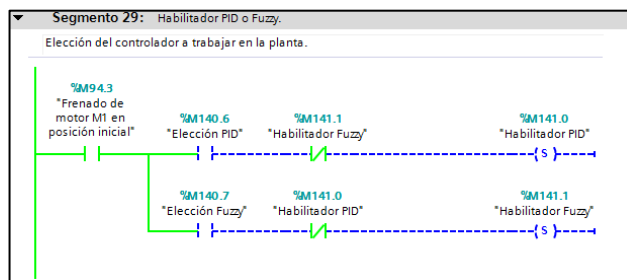 Segmento 29: Habilitador PID o Fuzzy.
Elección del controlador a trabajar en la planta.
%M94.3
"Frenado de
motor M1 en
posición inicial"
%M140.6
"Elección PID"
%M141.1
"Habilitador Fuzzy"
%M141.0
"Habilitador PID"
S
%M140.7
"Elección Fuzzy"
%M141.0
"Habilitador PID"
%M141.1
"Habilitador Fuzzy"
S